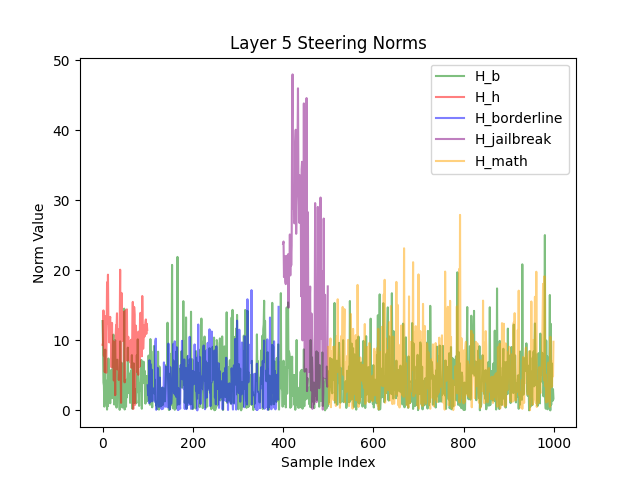 Layer 5 Steering Norms
H_b
H_h
H_borderline
H_jailbreak
H_math
Norm Value
50
40
30
20
10
0
0 200 400 600 800 1000
Sample Index